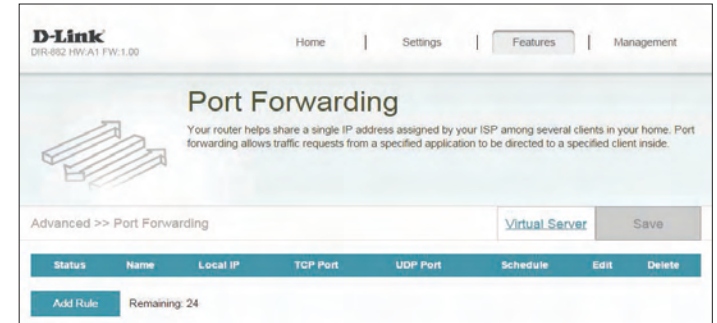 D-Link
DIR-882 HW:A1 FW:1.00
Home | Settings | Features | Management
Port Forwarding
Your router helps share a single IP address assigned by your ISP among several clients in your home. Port
forwarding allows traffic requests from a specified application to be directed to a specified client inside.
Advanced >> Port Forwarding
Virtual Server
Save
Status Name Local IP TCP Port UDP Port Schedule Edit Delete
Add Rule Remaining: 24